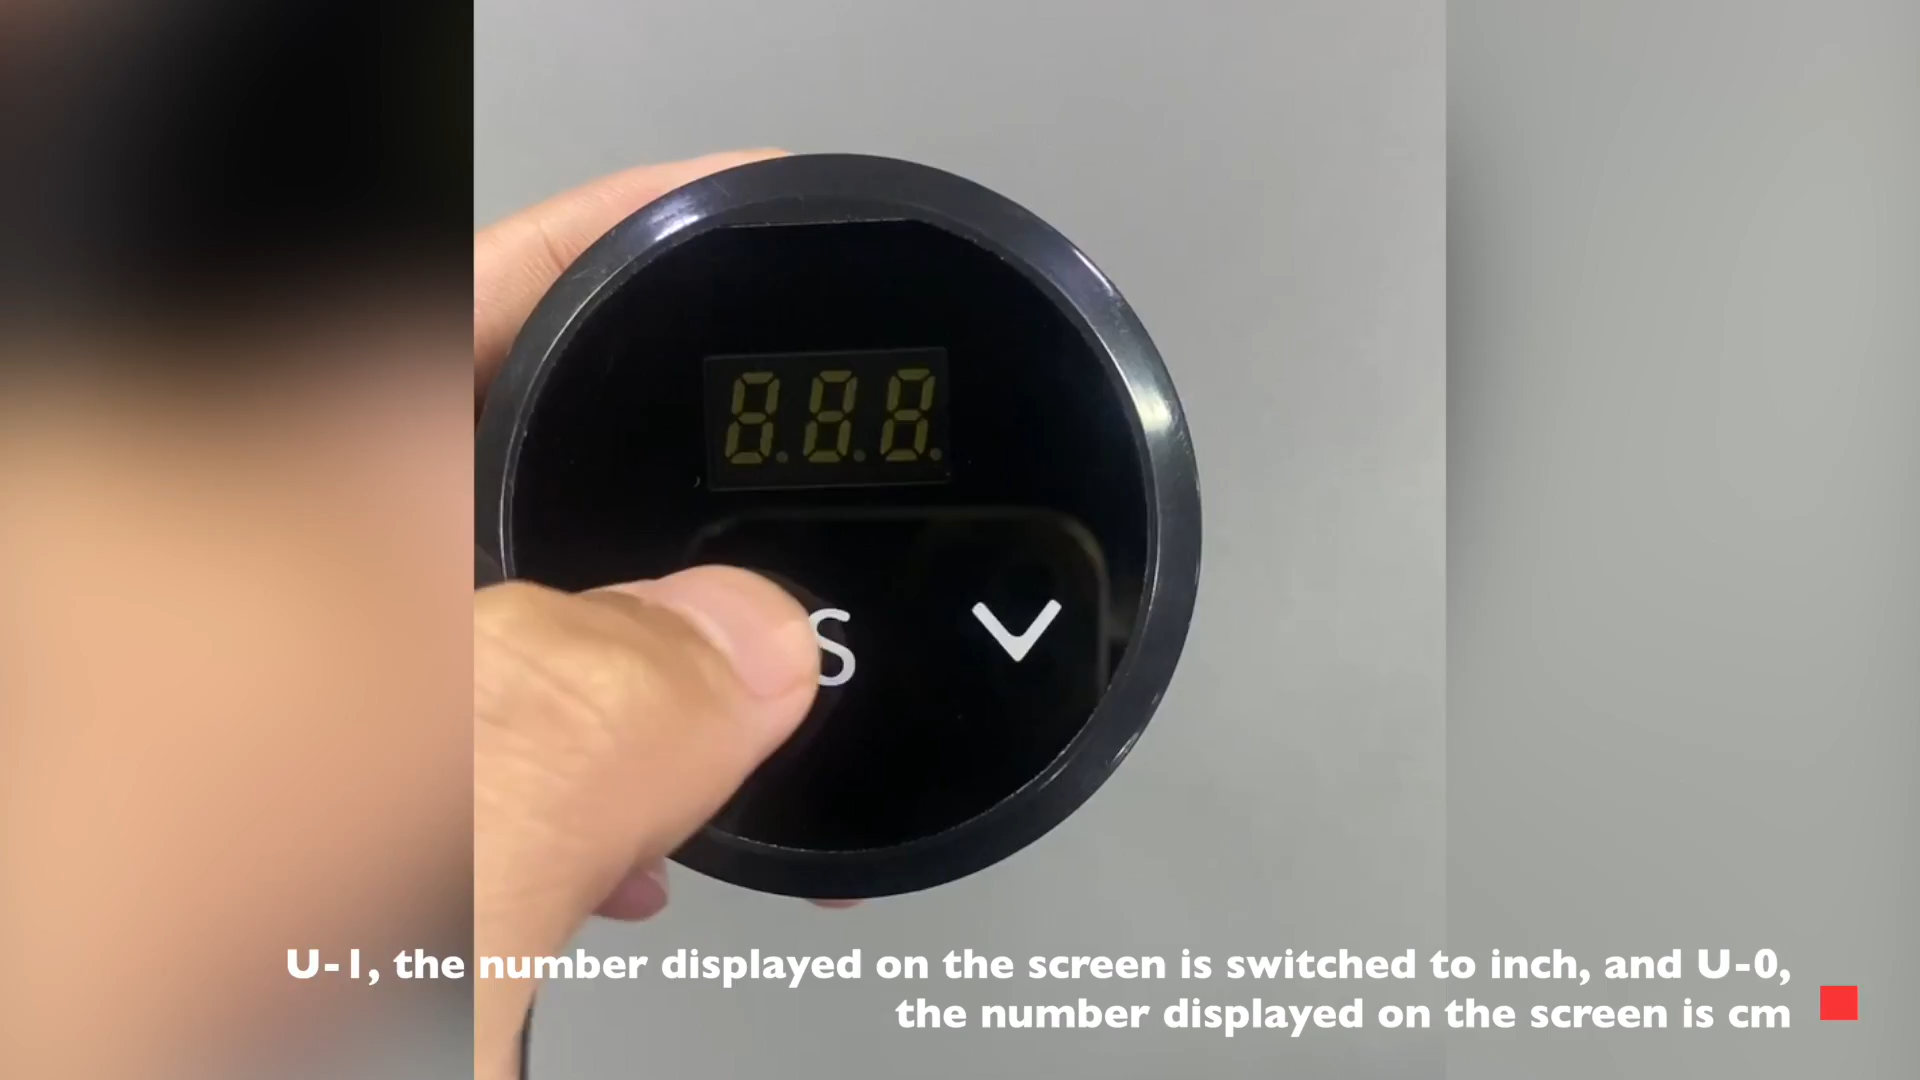 8.8.8.
S
U-1, the number displayed on the screen is switched to inch, and U-0,
the number displayed on the screen is cm